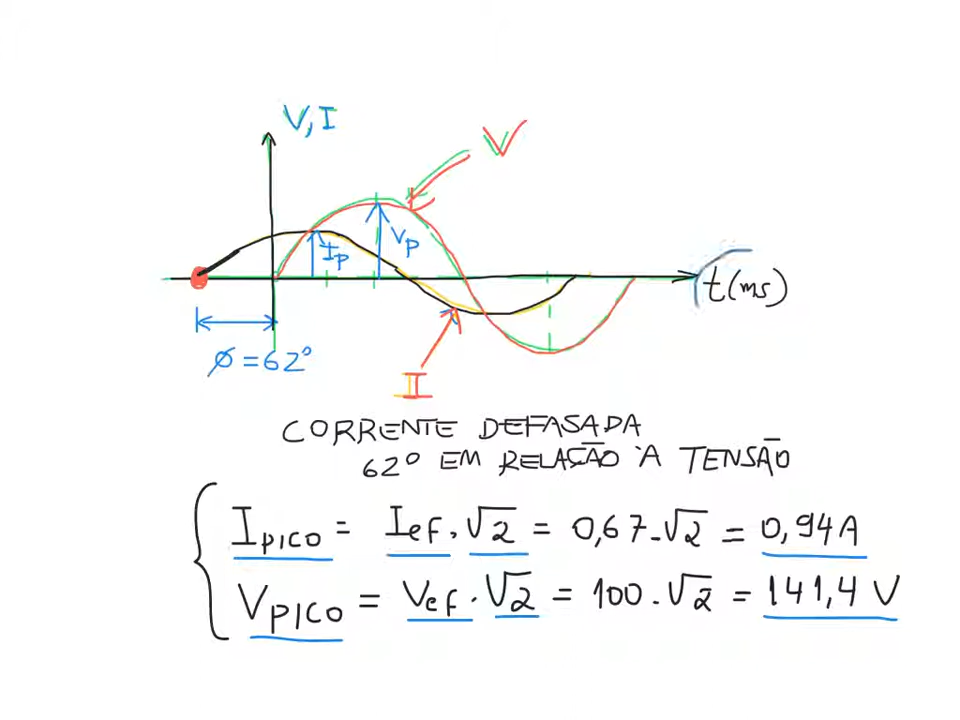 V, I
V
Ip
Vp
t(ms)
ø = 62°
I
CORRENTE DEFASADA
62º EM RELAÇÃO À TENSÃO
IPICO = Ief . √2 = 0,67 . √2 = 0,94A
VPICO = Vef . √2 = 100 . √2 = 141,4 V